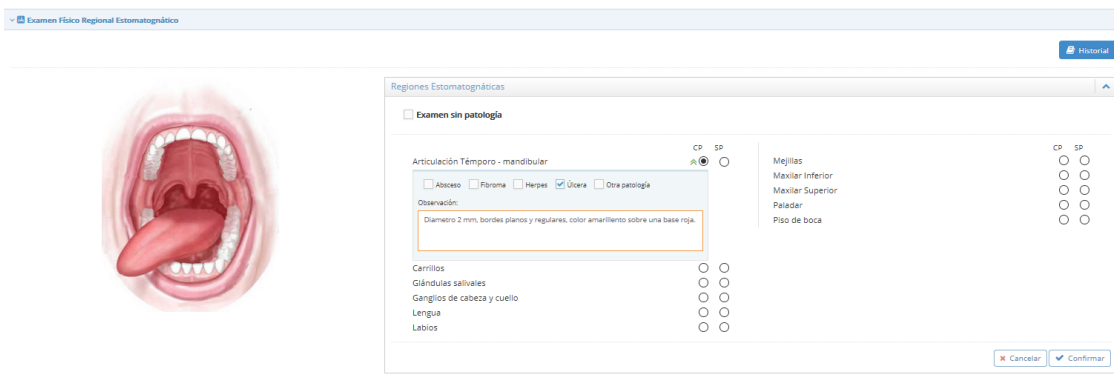 Examen Físico Regional Estomatognático
Historial
Regiones Estomatognáticas
Examen sin patología
CP SP
Articulación Témporo - mandibular
Absceso Fibroma Herpes Úlcera Otra patología
Observación:
Diametro 2 mm, bordes planos y regulares, color amarillento sobre una base roja.
Carrillos
Glándulas salivales
Ganglios de cabeza y cuello
Lengua
Labios
CP SP
Mejillas
Maxilar Inferior
Maxilar Superior
Paladar
Piso de boca
Cancelar Confirmar